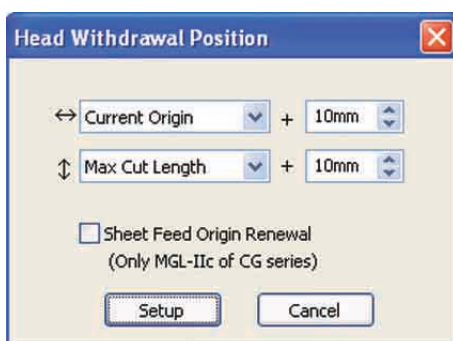 Head Withdrawal Position
↔ Current Origin + 10mm
↕ Max Cut Length + 10mm
Sheet Feed Origin Renewal
(Only MGL-IIc of CG series)
Setup Cancel